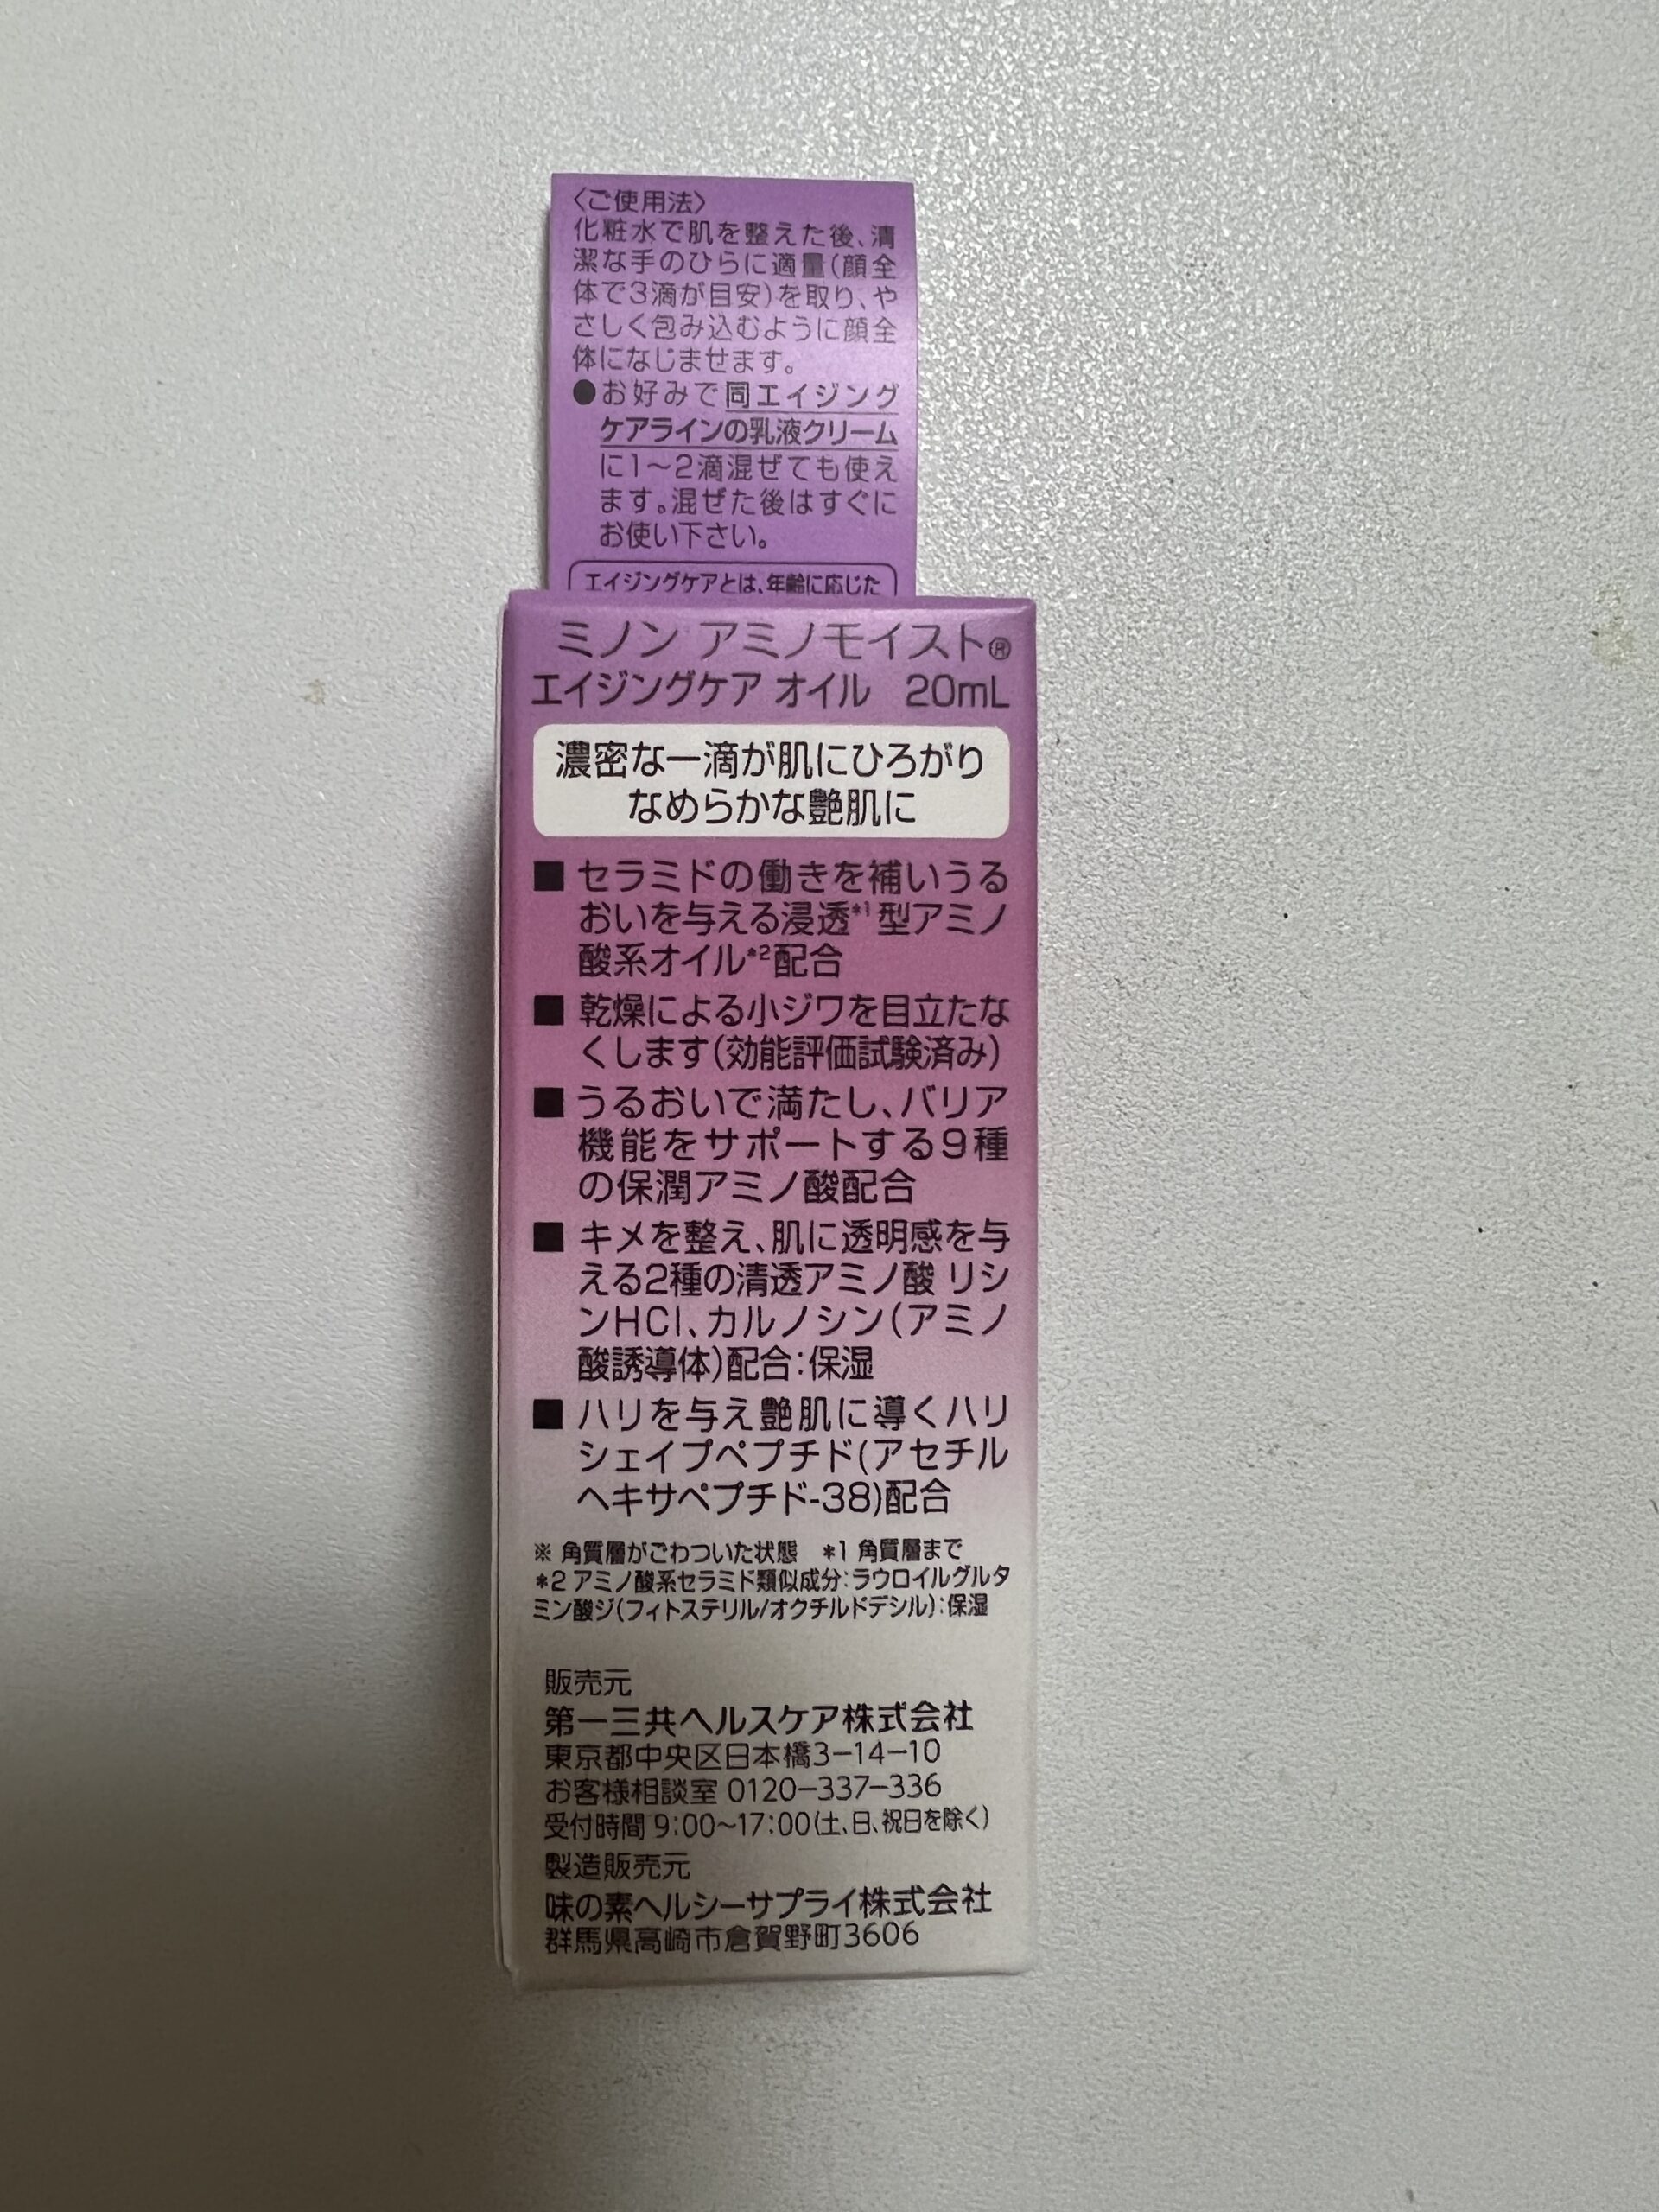 〈ご使用法〉
化粧水で肌を整えた後、清
潔な手のひらに適量(顔全
体で3滴が目安)を取り、や
さしく包み込むように顔全
体になじませます。
●お好みで同エイジング
ケアラインの乳液クリーム
に1〜2滴混ぜても使え
ます。混ぜた後はすぐに
お使い下さい。
エイジングケアとは、年齢に応じた
ミノン アミノモイスト®
エイジングケア オイル 20mL
濃密な一滴が肌にひろがり
なめらかな艶肌に
■ セラミドの働きを補いうる
おいを与える浸透*1型アミノ
酸系オイル*2配合
■ 乾燥による小ジワを目立たな
くします(効能評価試験済み)
■ うるおいで満たし、バリア
機能をサポートする9種
の保潤アミノ酸配合
■ キメを整え、肌に透明感を与
える2種の清透アミノ酸 リシ
ンHCl、カルノシン(アミノ
酸誘導体)配合:保湿
■ ハリを与え艶肌に導くハリ
シェイプペプチド(アセチル
ヘキサペプチド-38)配合
※ 角質層がごわついた状態 *1 角質層まで
*2 アミノ酸系セラミド類似成分:ラウロイルグルタ
ミン酸ジ(フィトステリル/オクチルドデシル):保湿
販売元
第一三共ヘルスケア株式会社
東京都中央区日本橋3-14-10
お客様相談室 0120-337-336
受付時間 9:00〜17:00(土、日、祝日を除く)
製造販売元
味の素ヘルシーサプライ株式会社
群馬県高崎市倉賀野町3606